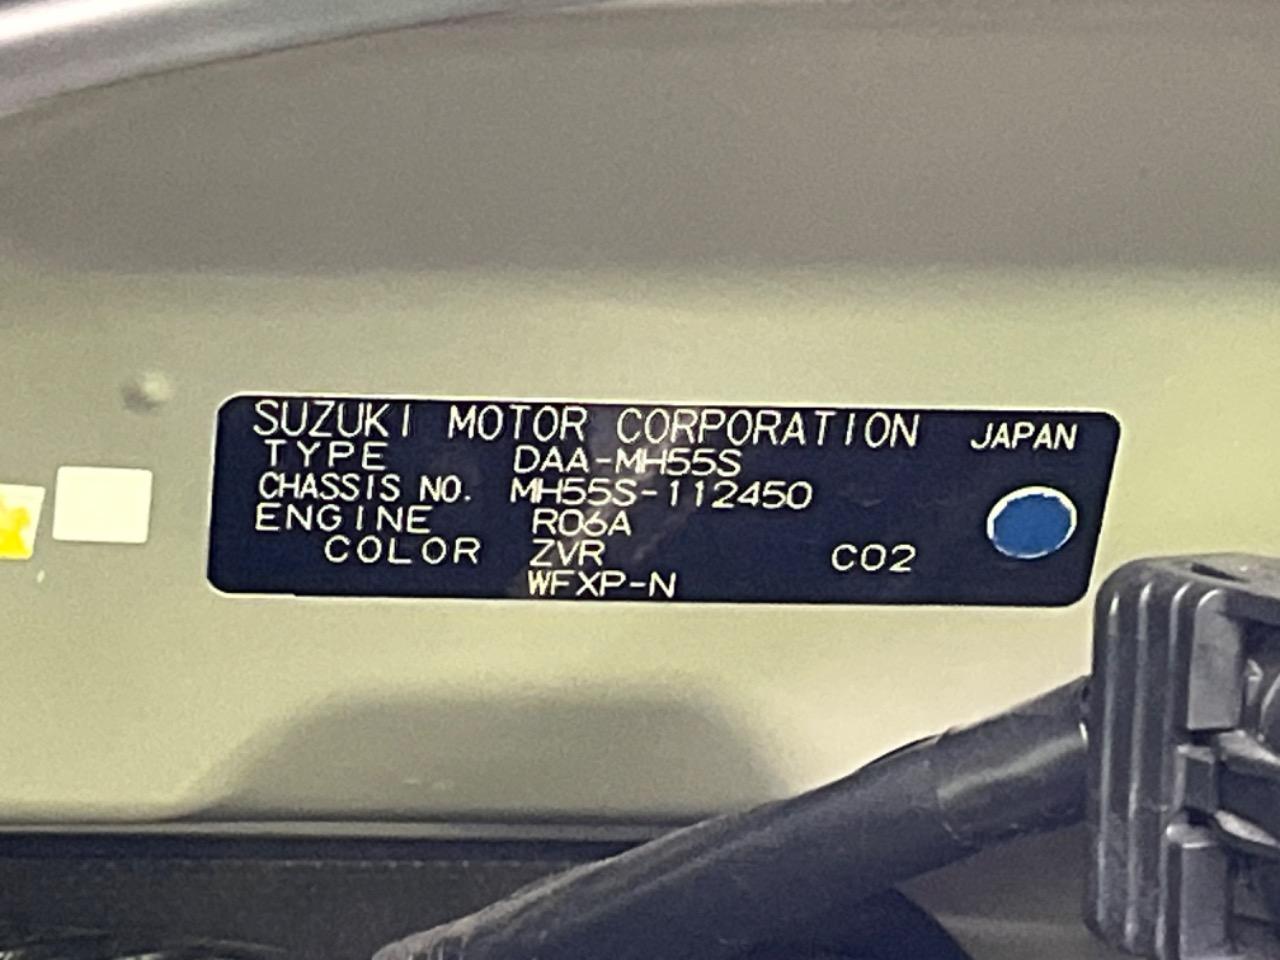 SUZUKI MOTOR CORPORATION JAPAN
TYPE DAA-MH55S
CHASSIS NO. MH55S-112450
ENGINE R06A
COLOR ZVR C02
WFXP-N